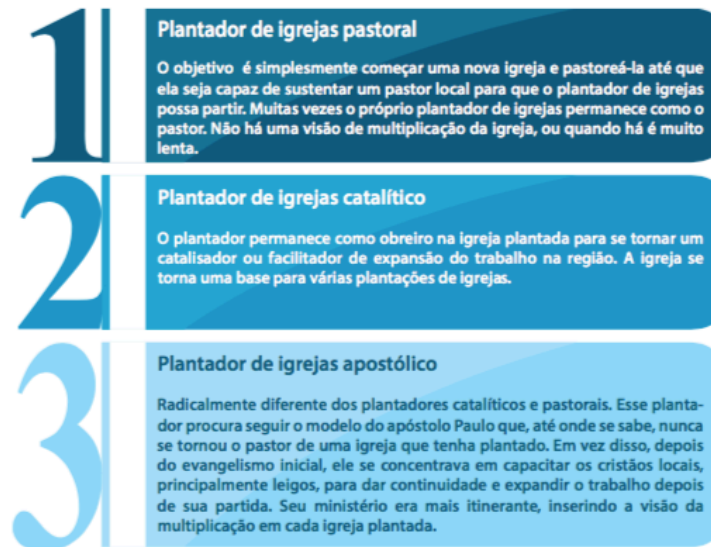 1
Plantador de igrejas pastoral
O objetivo é simplesmente começar uma nova igreja e pastoreá-la até que
ela seja capaz de sustentar um pastor local para que o plantador de igrejas
possa partir. Muitas vezes o próprio plantador de igrejas permanece como o
pastor. Não há uma visão de multiplicação da igreja, ou quando há é muito
lenta.
2
Plantador de igrejas catalítico
O plantador permanece como obreiro na igreja plantada para se tornar um
catalisador ou facilitador de expansão do trabalho na região. A igreja se
torna uma base para várias plantações de igrejas.
3
Plantador de igrejas apostólico
Radicalmente diferente dos plantadores catalíticos e pastorais. Esse planta-
dor procura seguir o modelo do apóstolo Paulo que, até onde se sabe, nunca
se tornou o pastor de uma igreja que tenha plantado. Em vez disso, depois
do evangelismo inicial, ele se concentrava em capacitar os cristãos locais,
principalmente leigos, para dar continuidade e expandir o trabalho depois
de sua partida. Seu ministério era mais itinerante, inserindo a visão da
multiplicação em cada igreja plantada.